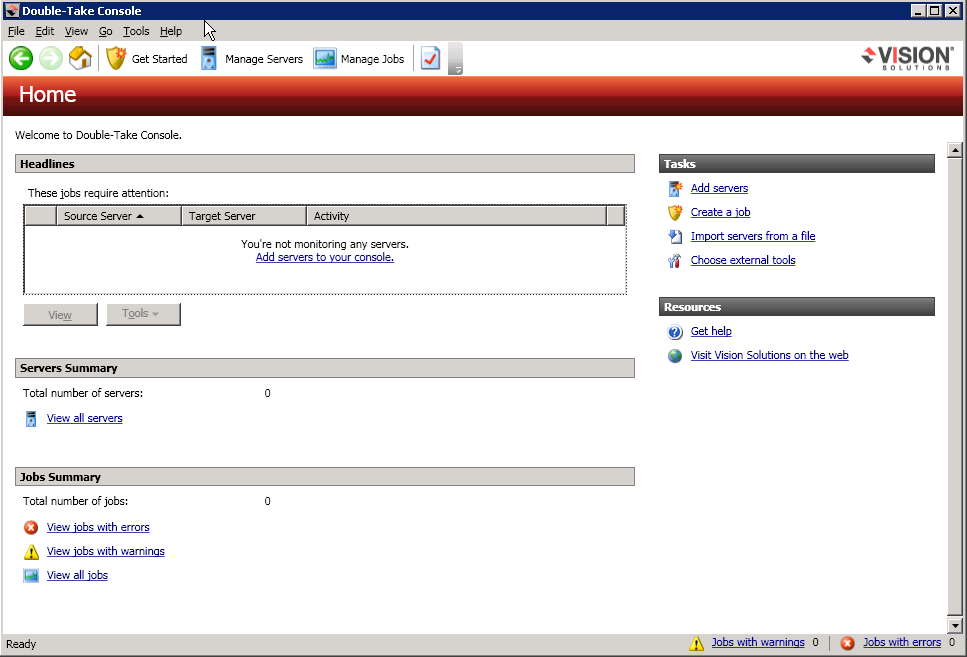 Double-Take Console
File Edit View Go Tools Help
Get Started Manage Servers Manage Jobs
VISION
SOLUTIONS
Home
Welcome to Double-Take Console.
Headlines
These jobs require attention:
Source Server Target Server Activity
You're not monitoring any servers.
Add servers to your console.
View Tools
Servers Summary
Total number of servers: 0
View all servers
Jobs Summary
Total number of jobs: 0
View jobs with errors
View jobs with warnings
View all jobs
Tasks
Add servers
Create a job
Import servers from a file
Choose external tools
Resources
Get help
Visit Vision Solutions on the web
Ready Jobs with warnings 0 Jobs with errors 0